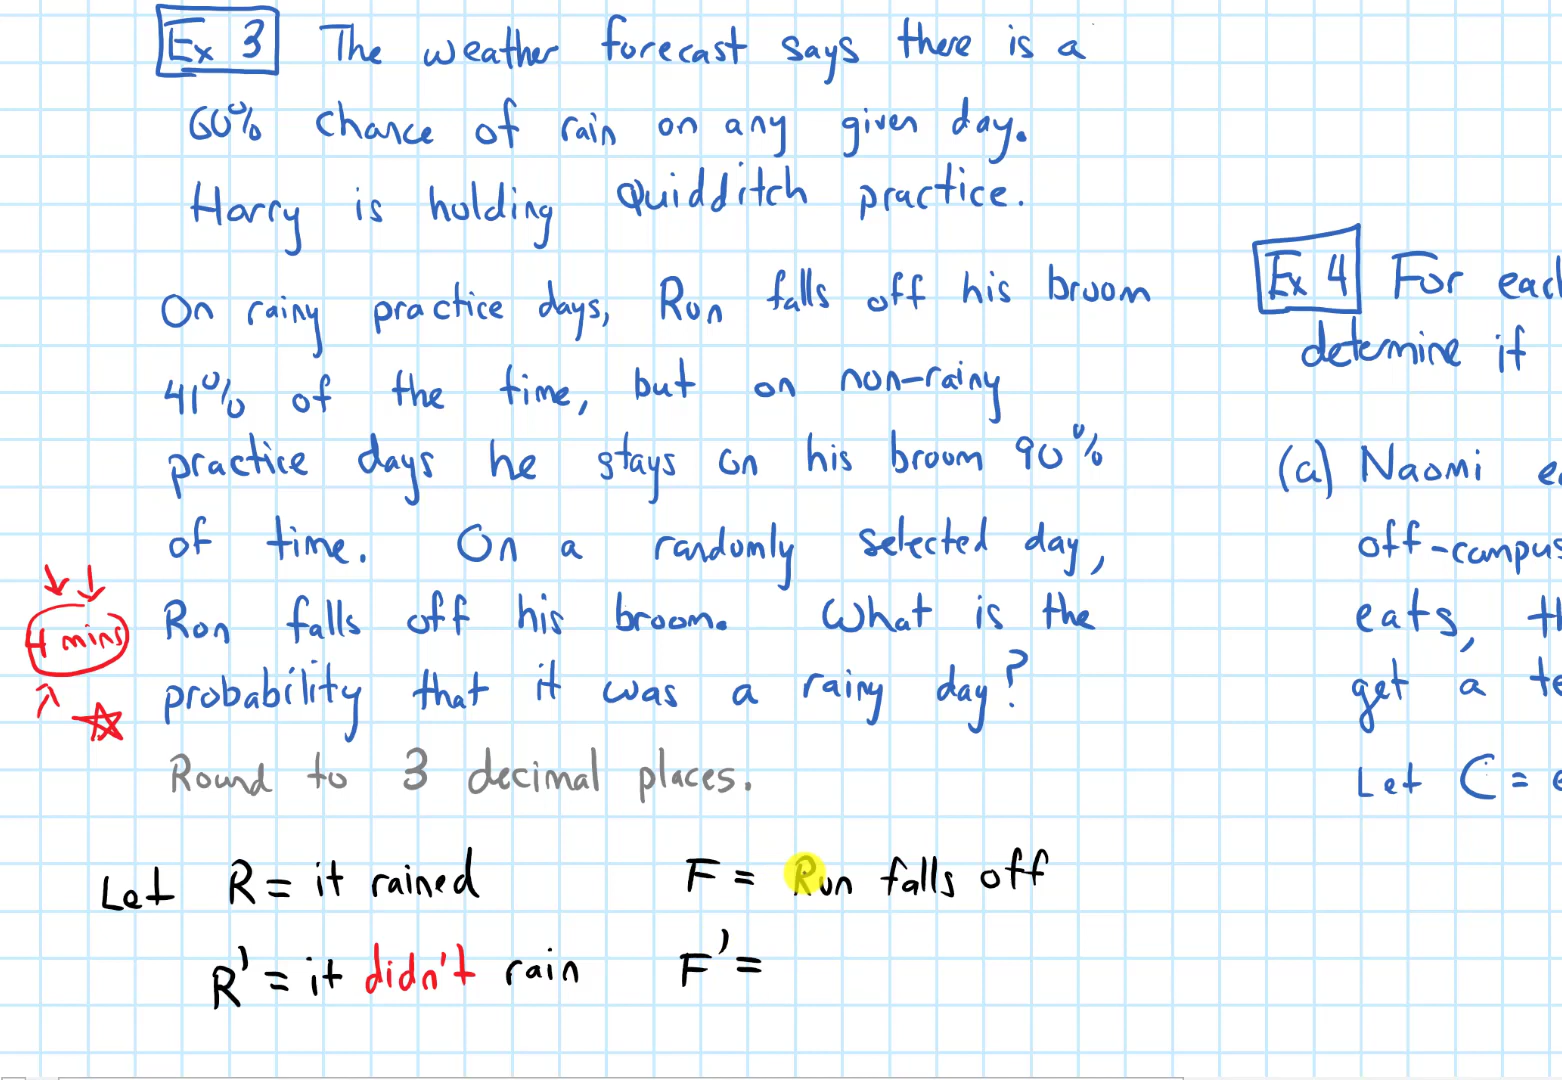 Ex 3 The weather forecast says there is a
60% chance of rain on any given day.
Harry is holding Quidditch practice.
On rainy practice days, Ron falls off his broom
41% of the time, but on non-rainy
practice days he stays on his broom 90%
of time. On a randomly selected day,
Ron falls off his broom. What is the
probability that it was a rainy day?
Round to 3 decimal places.
4 mins
Let R = it rained F = Ron falls off
R' = it didn't rain F' =
Ex 4 For each
determine if
(a) Naomi
off-campus
eats,
get a
Let C =